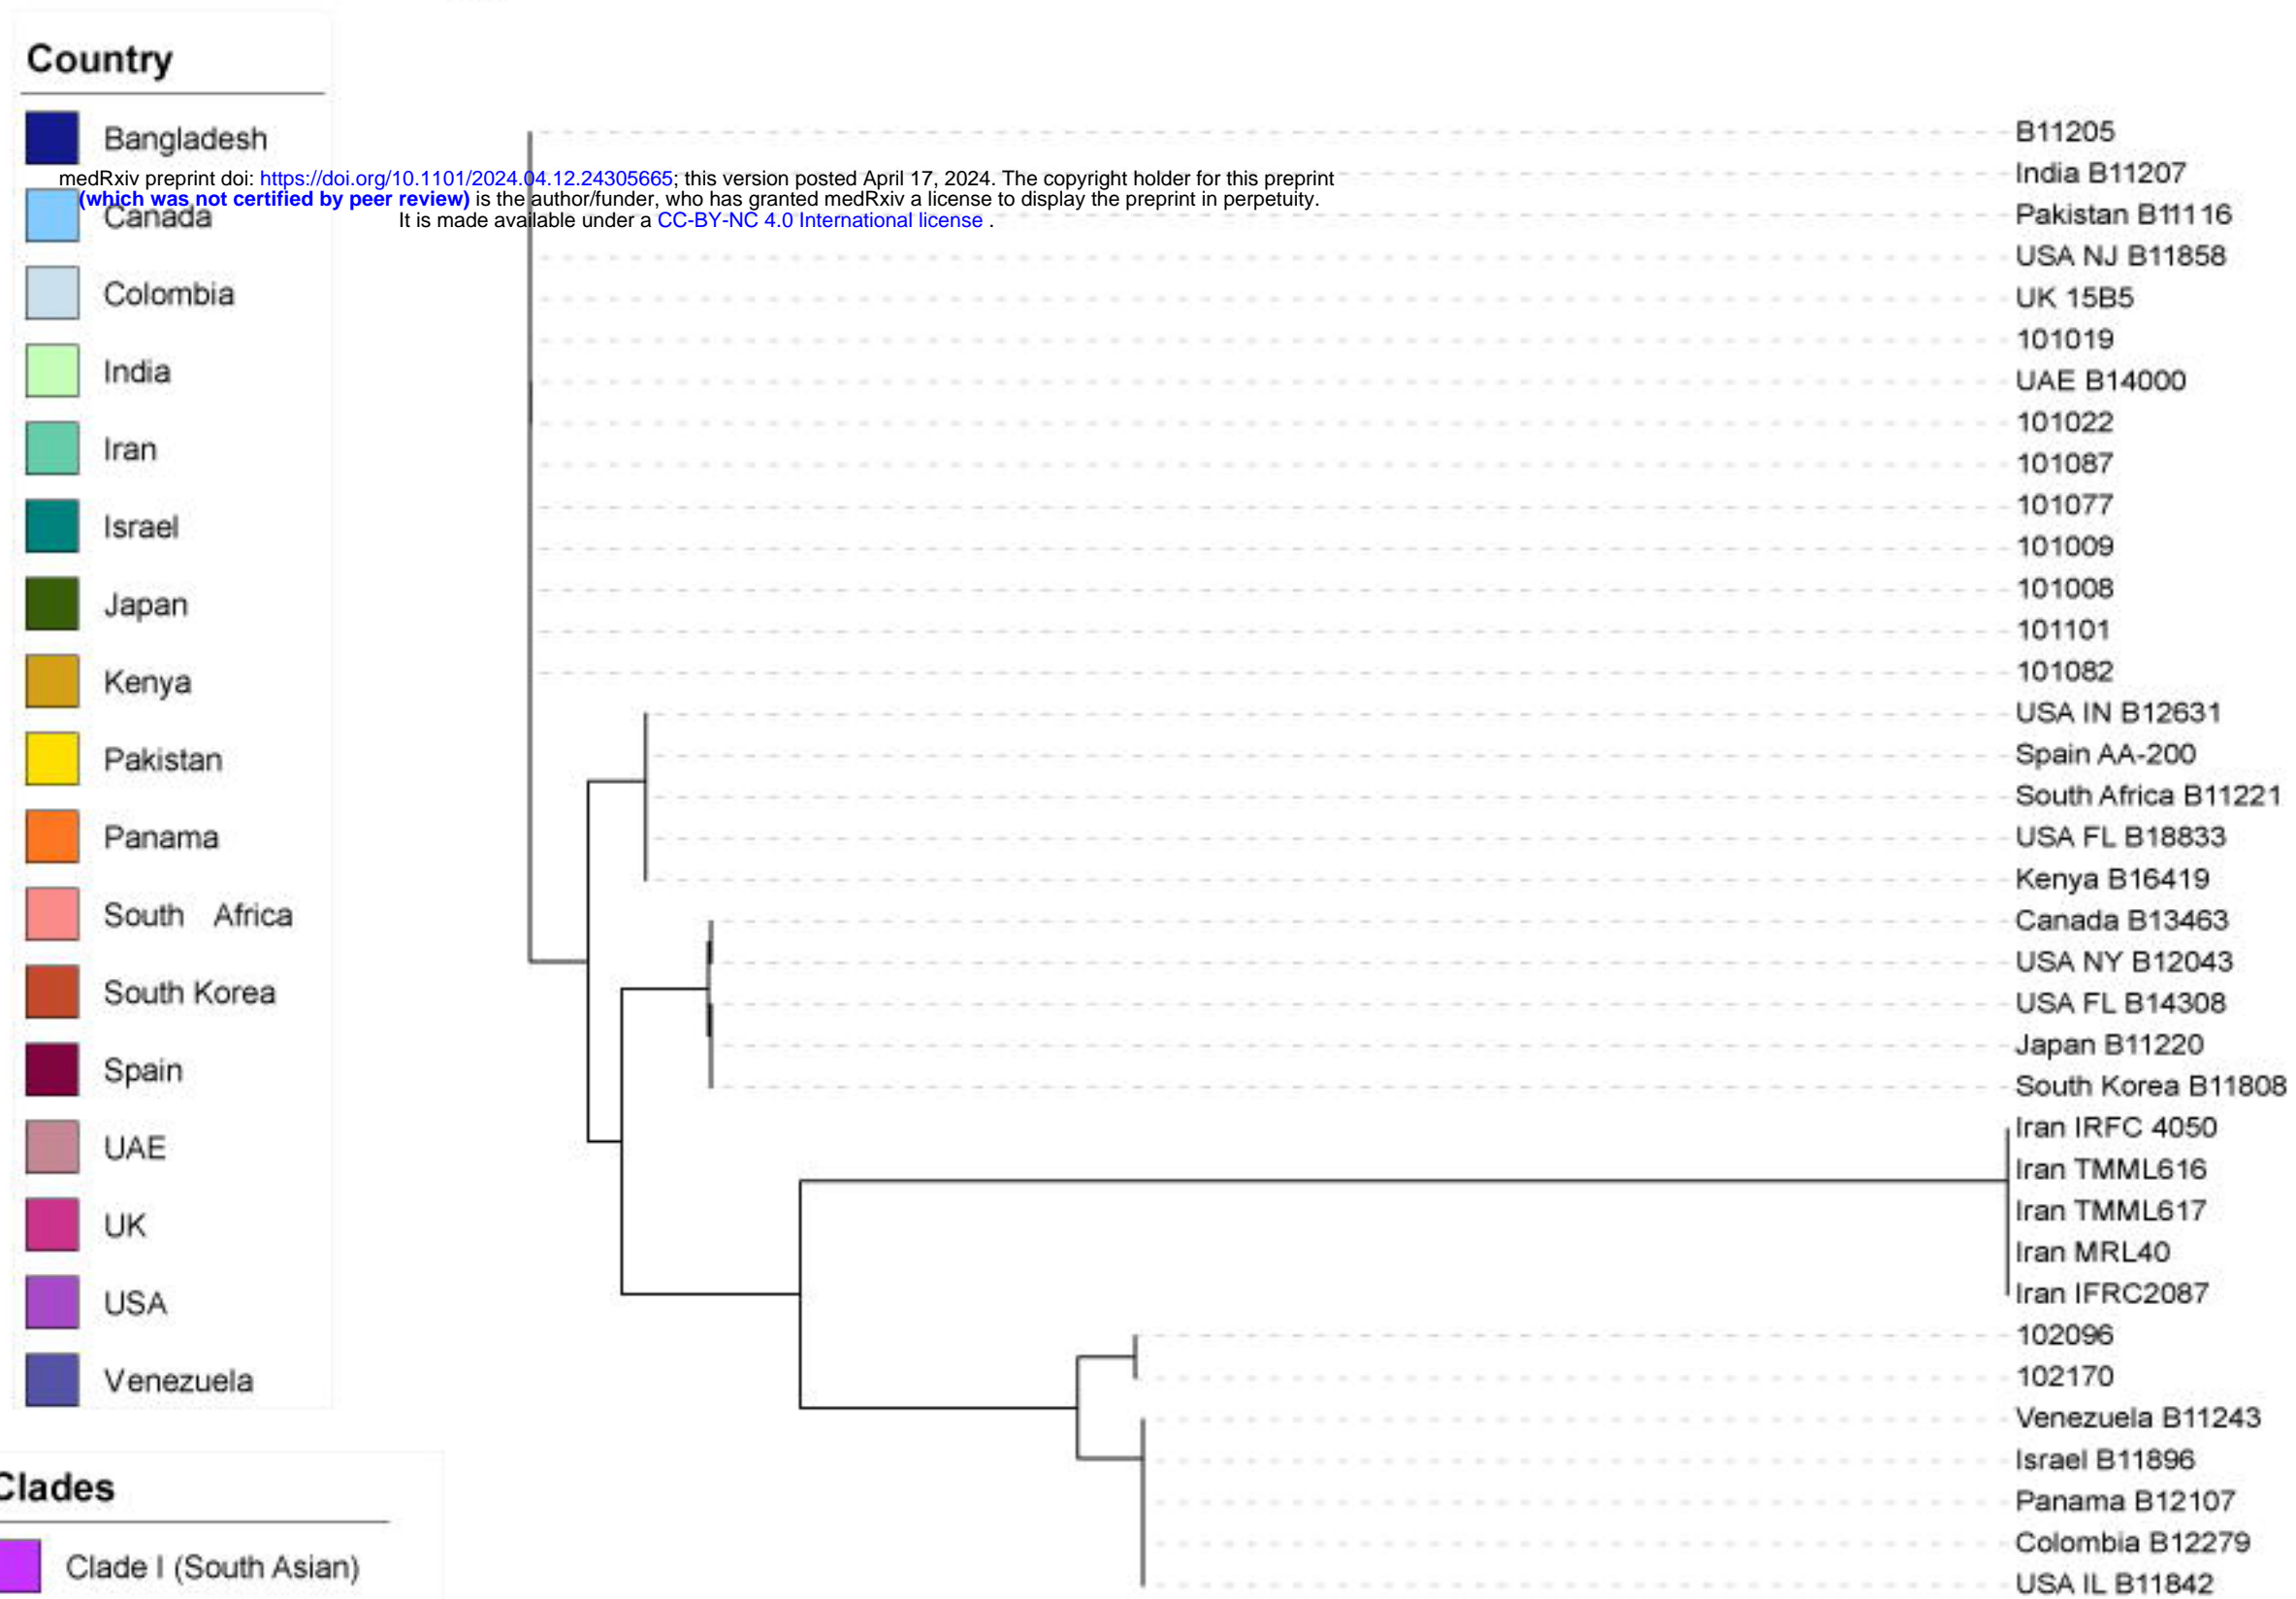 Country
Bangladesh
Canada
Colombia
India
Iran
Israel
Japan
Kenya
Pakistan
Panama
South Africa
South Korea
Spain
UAE
UK
USA
Venezuela
Clades
Clade I (South Asian)
medRxiv preprint doi: https://doi.org/10.1101/2024.04.12.24305665; this version posted April 17, 2024. The copyright holder for this preprint
(which was not certified by peer review) is the author/funder, who has granted medRxiv a license to display the preprint in perpetuity.
It is made available under a CC-BY-NC 4.0 International license .
B11205
India B11207
Pakistan B11116
USA NJ B11858
UK 15B5
101019
UAE B14000
101022
101087
101077
101009
101008
101101
101082
USA IN B12631
Spain AA-200
South Africa B11221
USA FL B18833
Kenya B16419
Canada B13463
USA NY B12043
USA FL B14308
Japan B11220
South Korea B11808
Iran IRFC 4050
Iran TMML616
Iran TMML617
Iran MRL40
Iran IFRC2087
102096
102170
Venezuela B11243
Israel B11896
Panama B12107
Colombia B12279
USA IL B11842